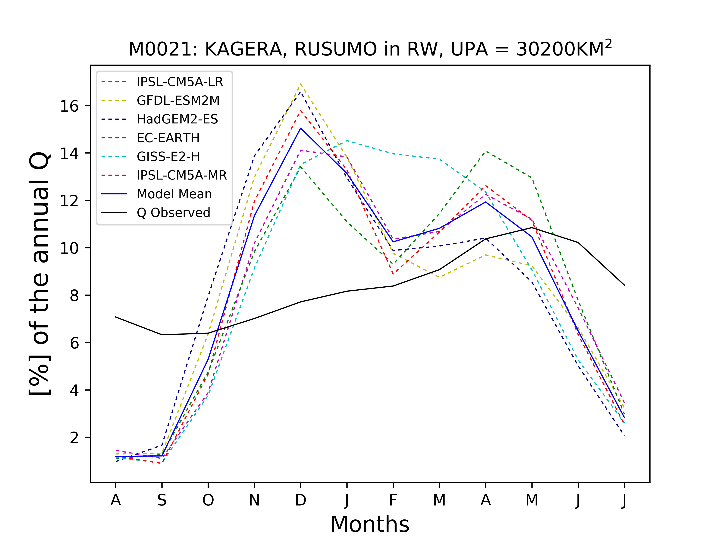 M0021: KAGERA, RUSUMO in RW, UPA = 30200KM²
IPSL-CM5A-LR
GFDL-ESM2M
HadGEM2-ES
EC-EARTH
GISS-E2-H
IPSL-CM5A-MR
Model Mean
Q Observed
[%] of the annual Q
16
14
12
10
8
6
4
2
A S O N D J F M A M J J
Months